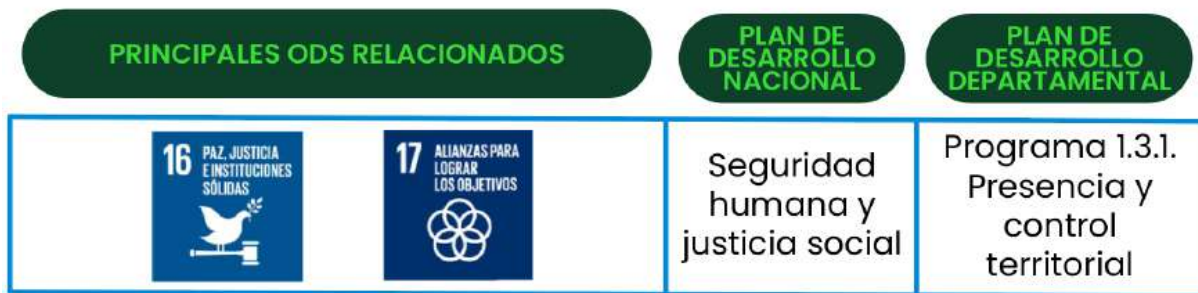 PRINCIPALES ODS RELACIONADOS
PLAN DE
DESARROLLO
NACIONAL
PLAN DE
DESARROLLO
DEPARTAMENTAL
16 PAZ, JUSTICIA
E INSTITUCIONES
SÓLIDAS
17 ALIANZAS PARA
LOGRAR
LOS OBJETIVOS
Seguridad
humana y
justicia social
Programa 1.3.1.
Presencia y
control
territorial